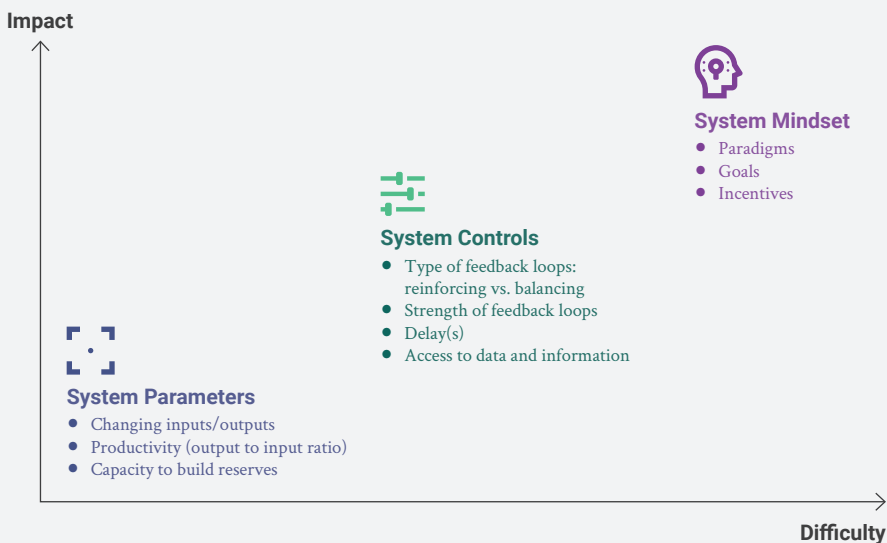 Impact
System Mindset
Paradigms
Goals
Incentives
System Controls
Type of feedback loops:
reinforcing vs. balancing
Strength of feedback loops
Delay(s)
Access to data and information
System Parameters
Changing inputs/outputs
Productivity (output to input ratio)
Capacity to build reserves
Difficulty